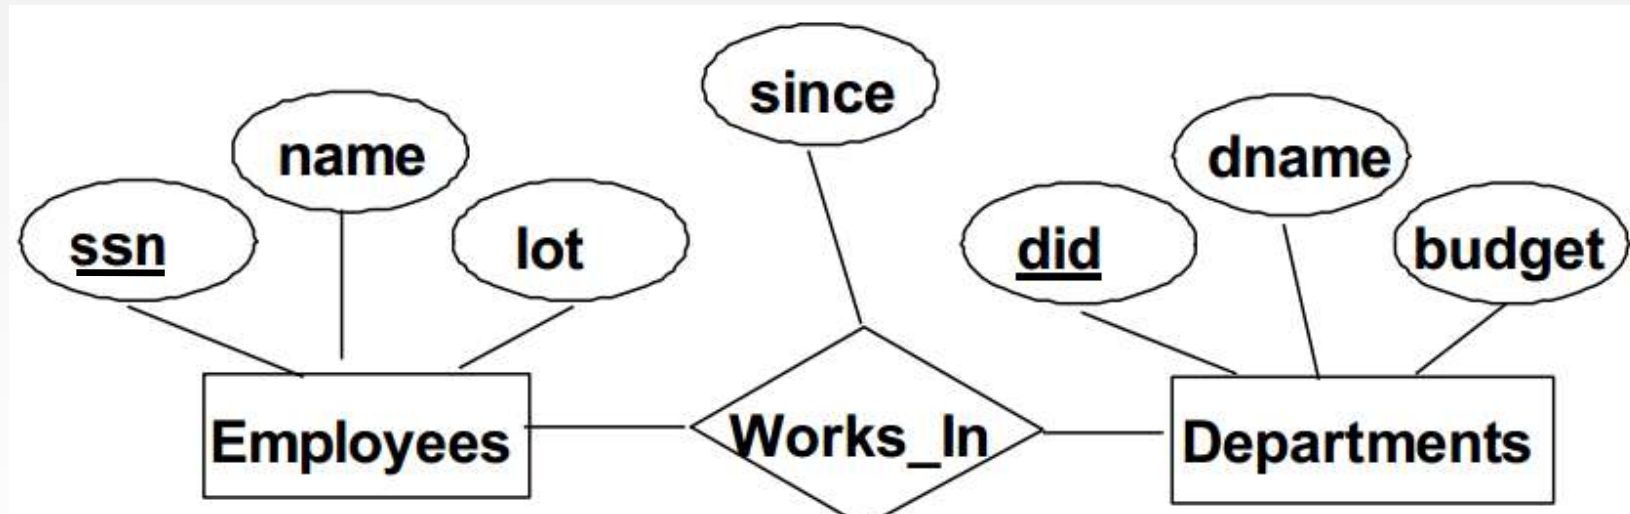 since
name
dname
ssn
lot
did
budget
Employees
Works_In
Departments